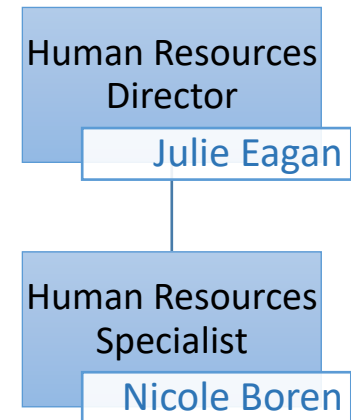 Human Resources
Director
Julie Eagan
Human Resources
Specialist
Nicole Boren